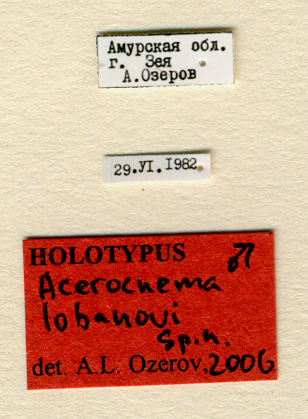 Амурская обл.
г. Зея
А.Озеров
29.VI.1982
HOLOTYPUS ♂
Acerocnema
lobanovi
sp.n.
det. A.L. Ozerov, 2006